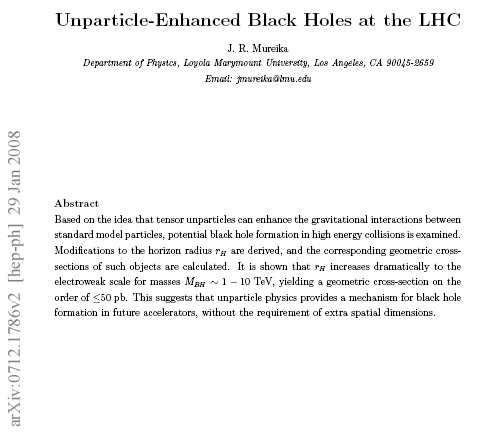 Unparticle-Enhanced Black Holes at the LHC
J. R. Mureika
Department of Physics, Loyola Marymount University, Los Angeles, CA 90045-2659
Email: jmureika@lmu.edu
arXiv:0712.1786v2 [hep-ph] 29 Jan 2008
Abstract
Based on the idea that tensor unparticles can enhance the gravitational interactions between
standard model particles, potential black hole formation in high energy collisions is examined.
Modifications to the horizon radius r_H are derived, and the corresponding geometric cross-
sections of such objects are calculated. It is shown that r_H increases dramatically to the
electroweak scale for masses M_BH ∼ 1 − 10 TeV, yielding a geometric cross-section on the
order of ≤50 pb. This suggests that unparticle physics provides a mechanism for black hole
formation in future accelerators, without the requirement of extra spatial dimensions.